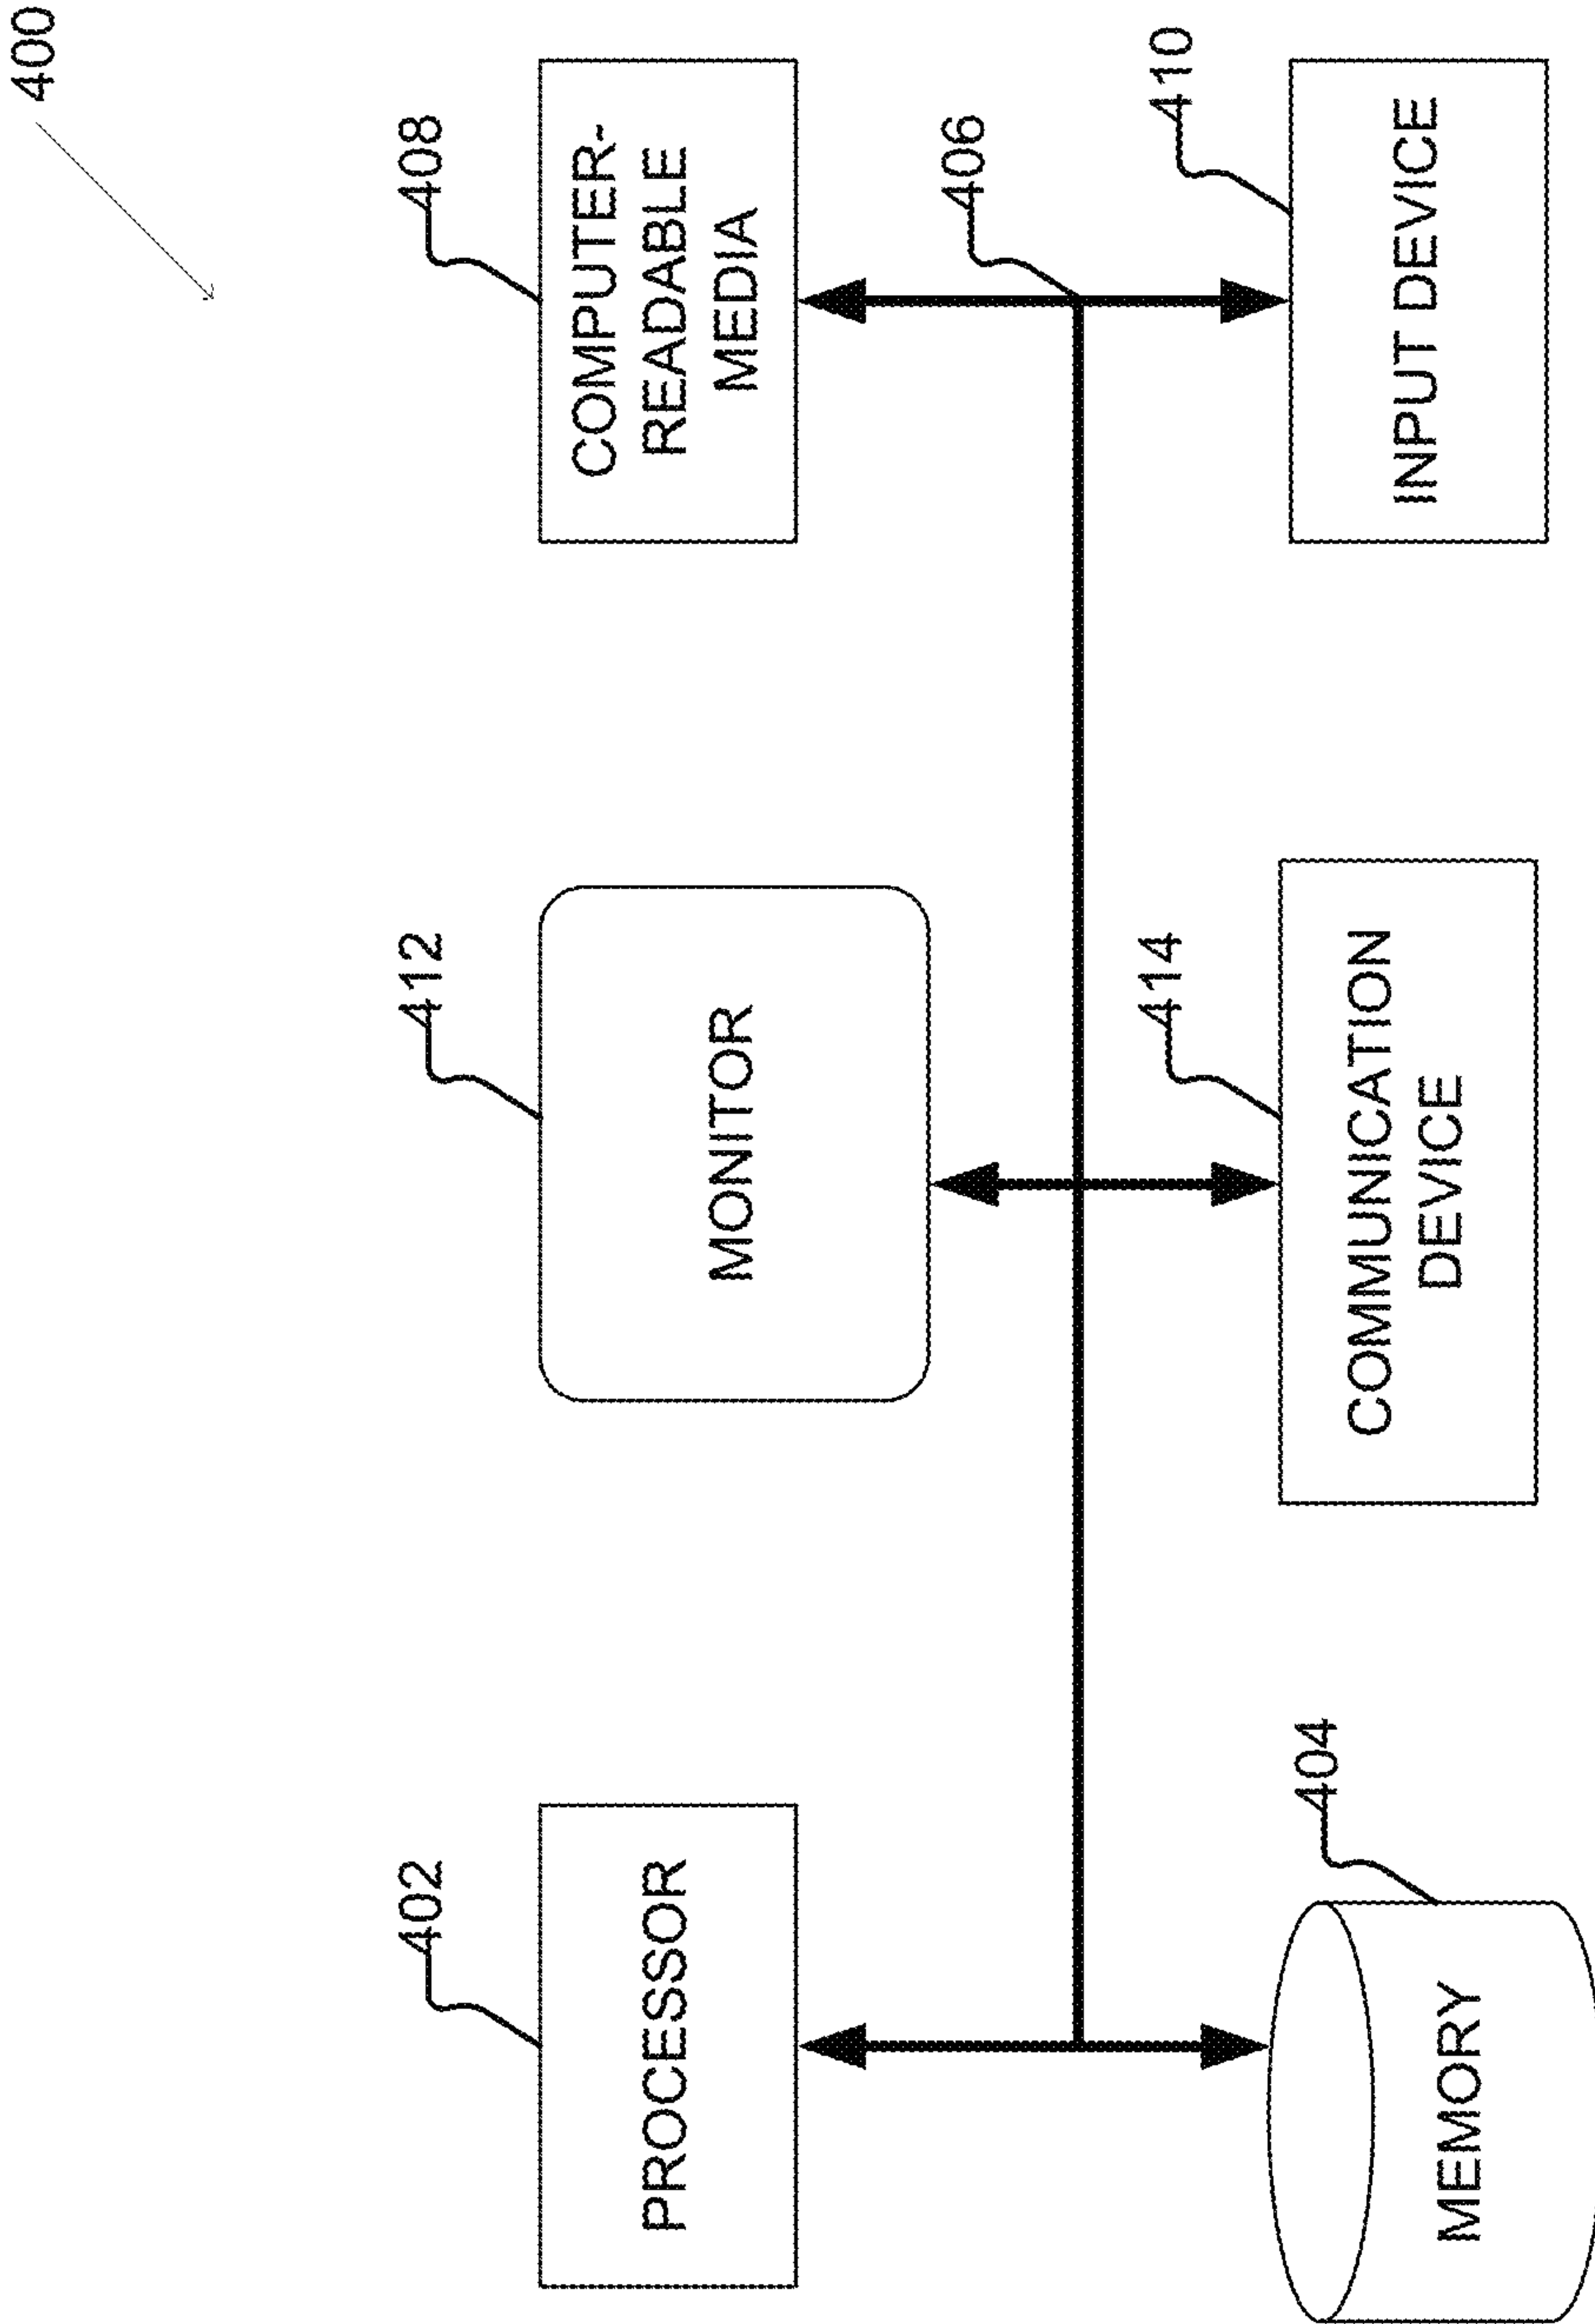 400
402
PROCESSOR
412
MONITOR
408
COMPUTER-
READABLE
MEDIA
406
404
MEMORY
414
COMMUNICATION
DEVICE
410
INPUT DEVICE